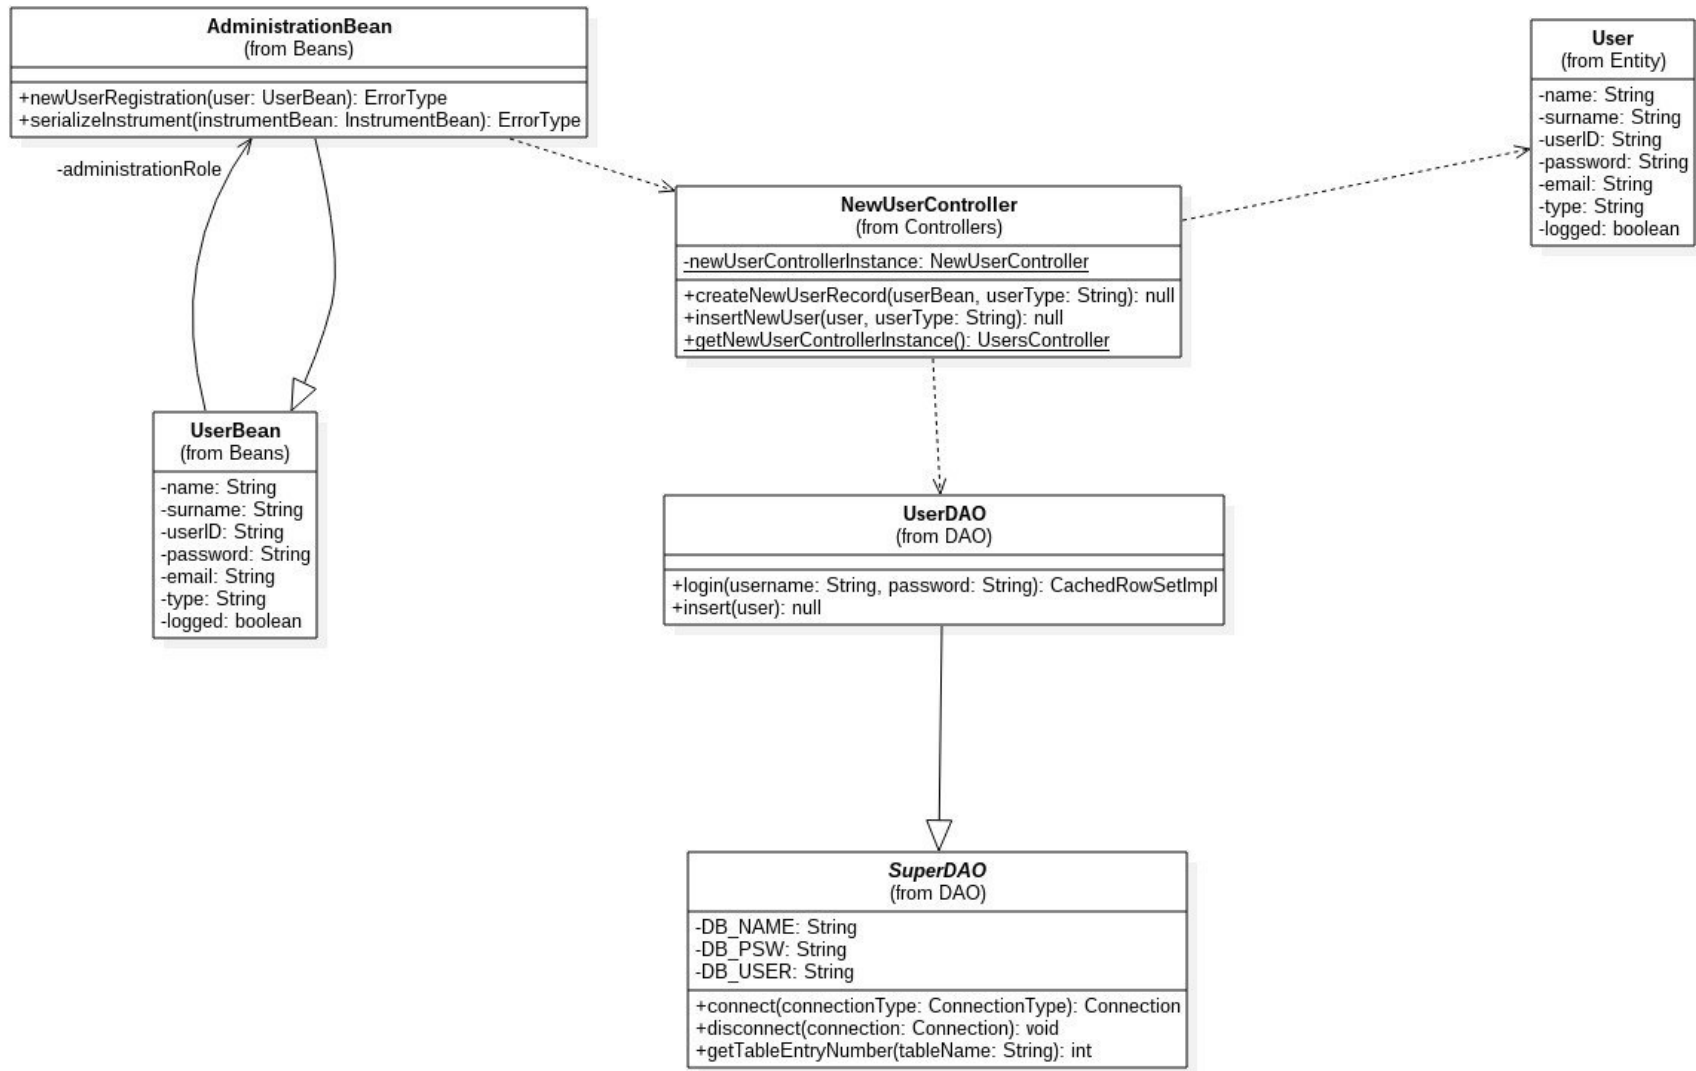 AdministrationBean
(from Beans)
+newUserRegistration(user: UserBean): ErrorType
+serializeInstrument(instrumentBean: InstrumentBean): ErrorType
-administrationRole
User
(from Entity)
-name: String
-surname: String
-userID: String
-password: String
-email: String
-type: String
-logged: boolean
NewUserController
(from Controllers)
-newUserControllerInstance: NewUserController
+createNewUserRecord(userBean, userType: String): null
+insertNewUser(user, userType: String): null
+getNewUserControllerInstance(): UsersController
UserBean
(from Beans)
-name: String
-surname: String
-userID: String
-password: String
-email: String
-type: String
-logged: boolean
UserDAO
(from DAO)
+login(username: String, password: String): CachedRowSetImpl
+insert(user): null
SuperDAO
(from DAO)
-DB_NAME: String
-DB_PSW: String
-DB_USER: String
+connect(connectionType: ConnectionType): Connection
+disconnect(connection: Connection): void
+getTableEntryNumber(tableName: String): int